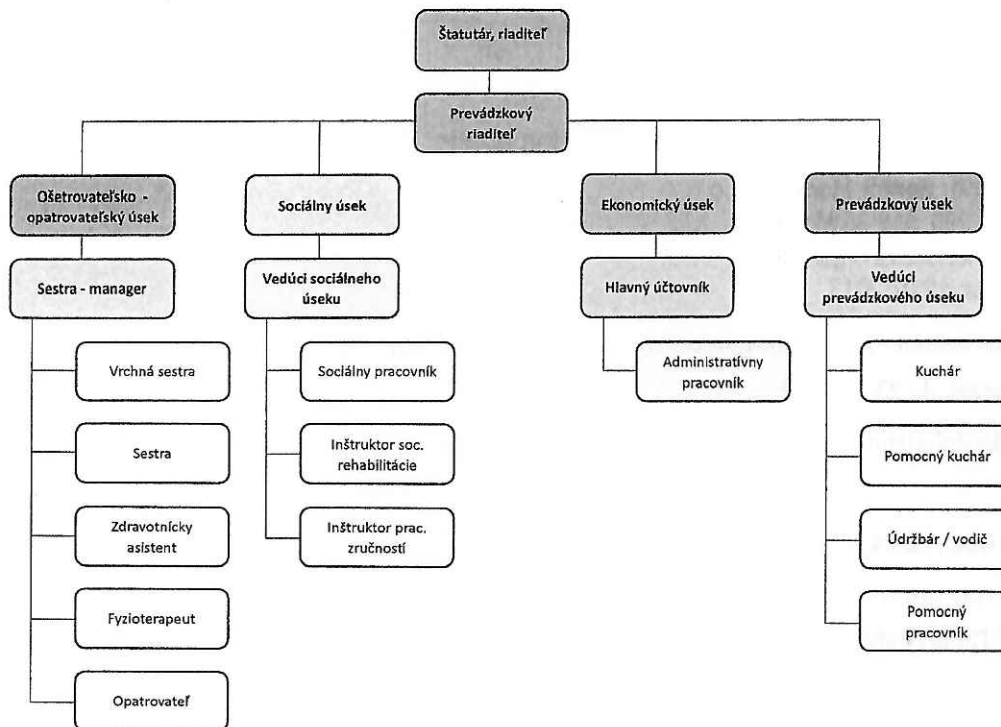 Štatutár, riaditeľ
Prevádzkový
riaditeľ
Ošetrovateľsko -
opatrovateľský úsek
Sociálny úsek
Ekonomický úsek
Prevádzkový úsek
Sestra - manager
Vedúci sociálneho
úseku
Hlavný účtovník
Vedúci
prevádzkového úseku
Vrchná sestra
Sociálny pracovník
Administratívny
pracovník
Kuchár
Sestra
Inštruktor soc.
rehabilitácie
Pomocný kuchár
Zdravotnícky
asistent
Inštruktor prac.
zručností
Údržbár / vodič
Fyzioterapeut
Pomocný
pracovník
Opatrovateľ